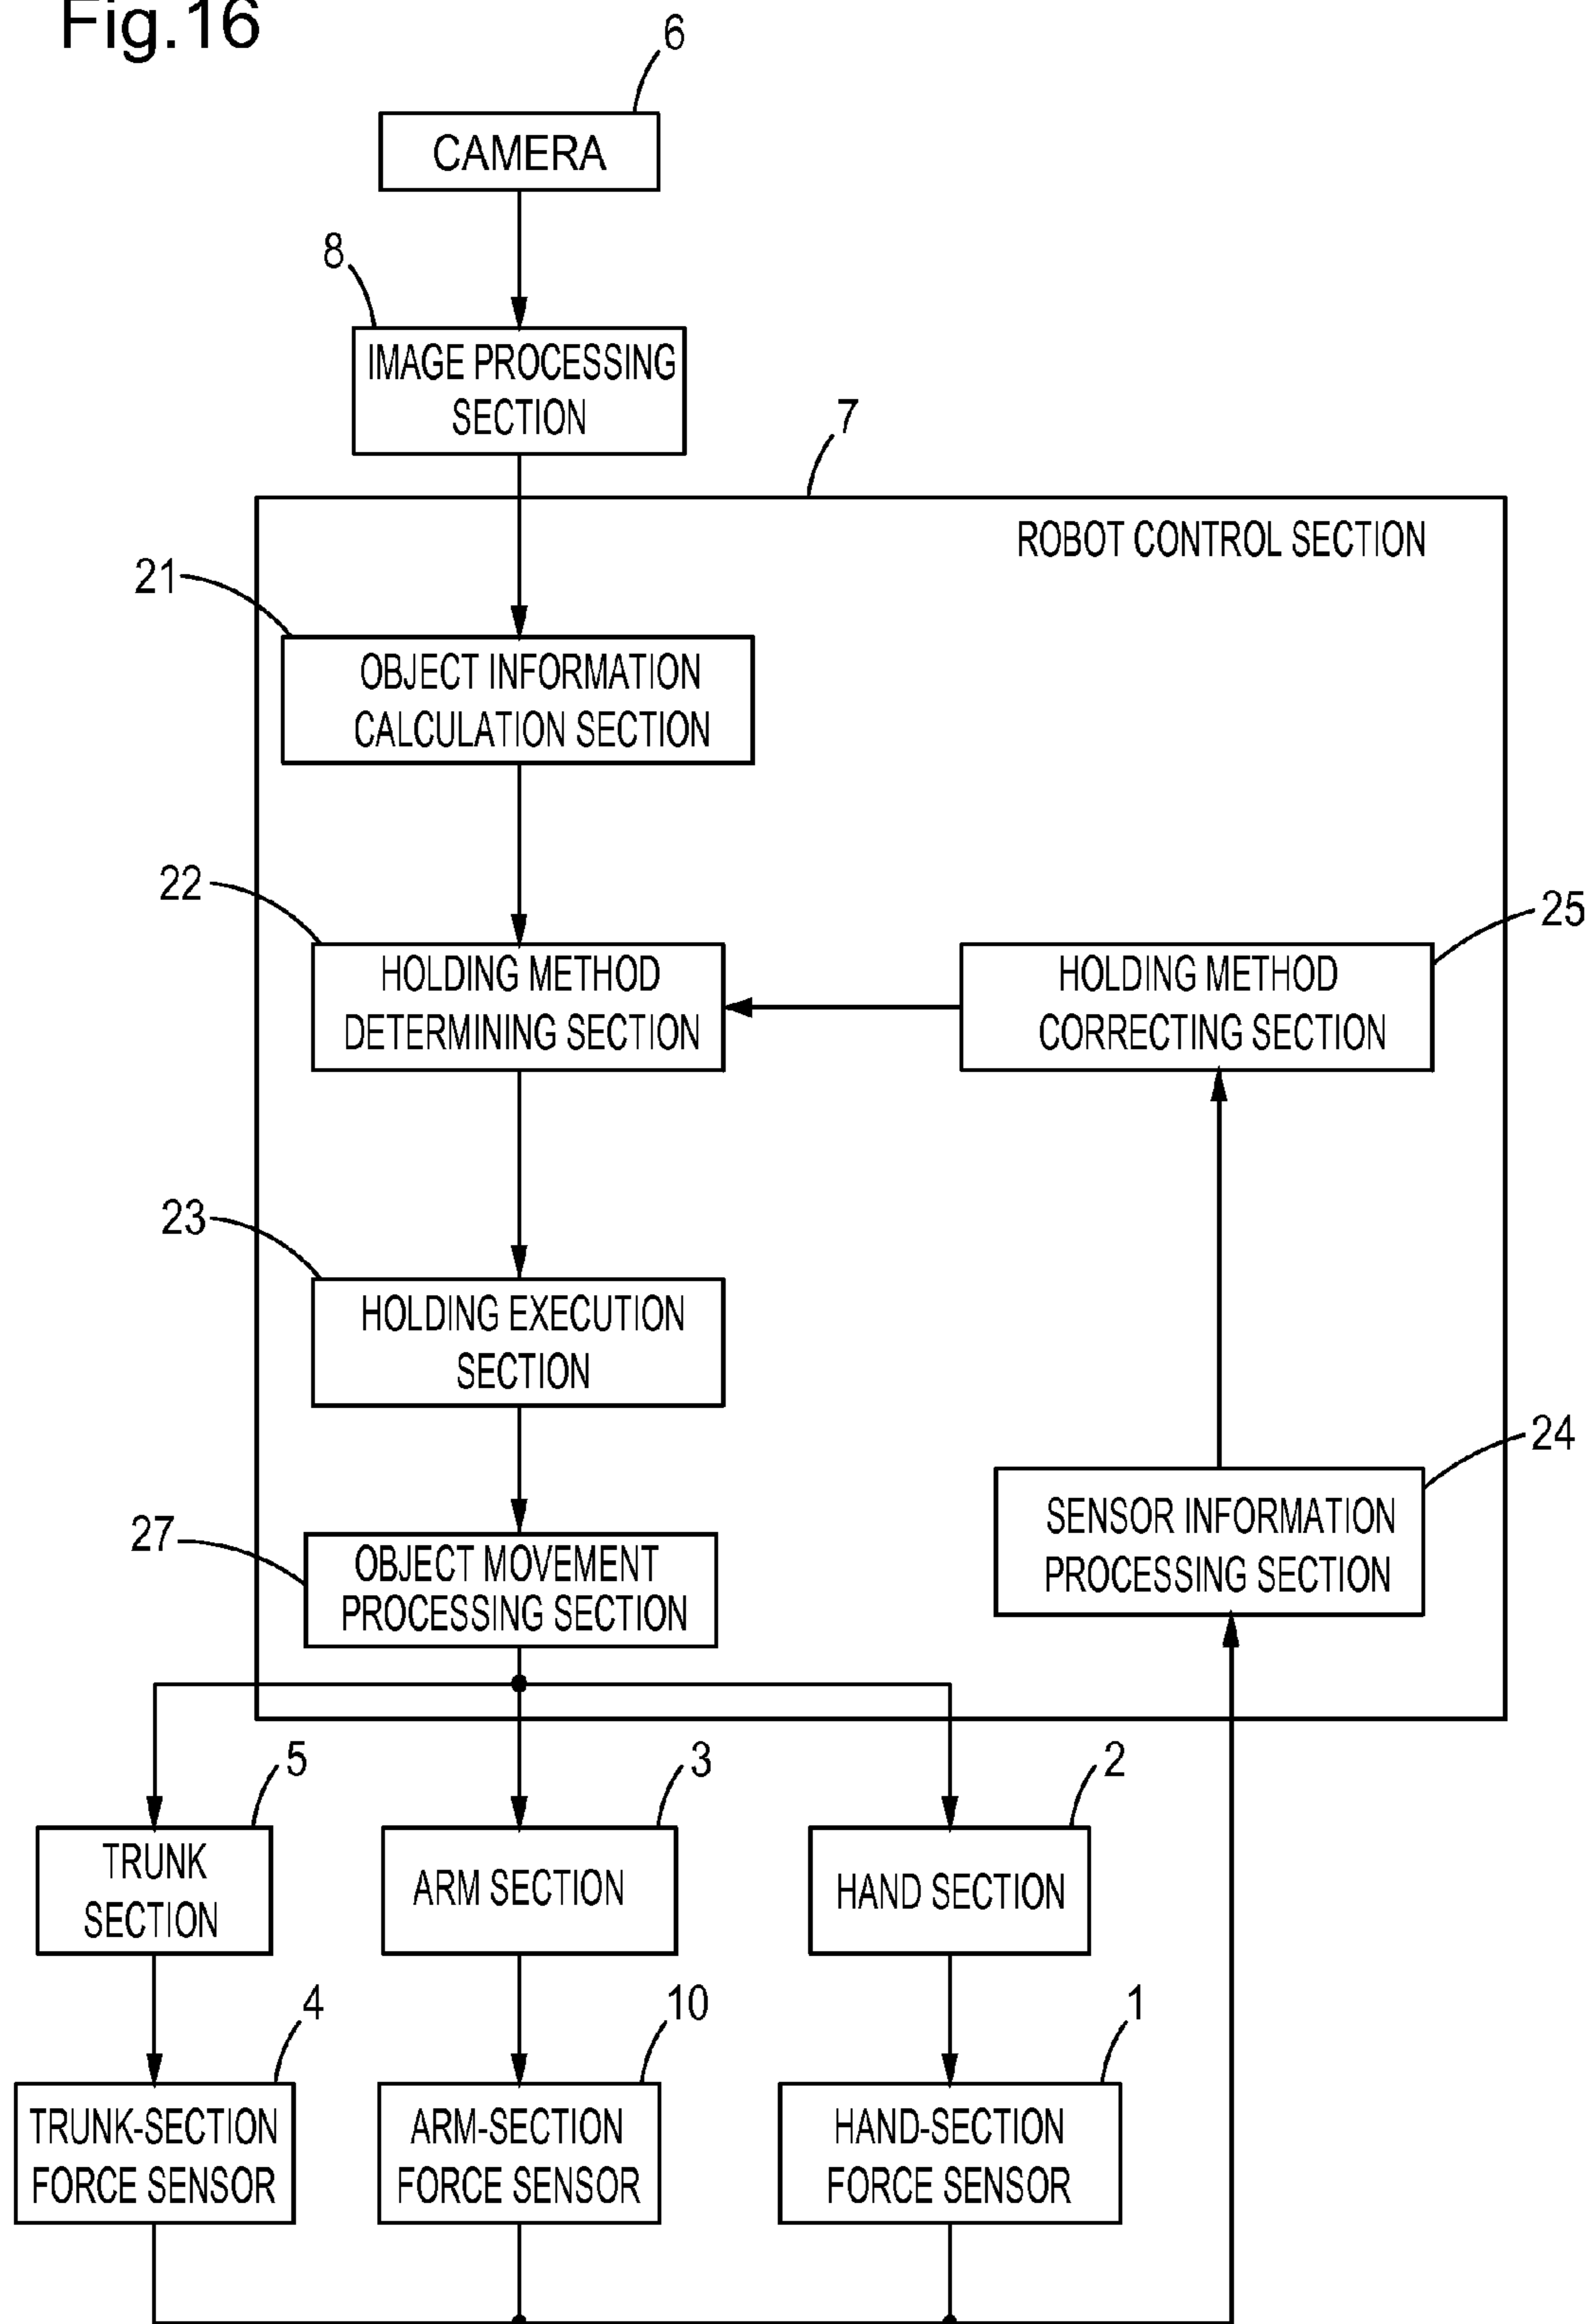 Fig.16
6
CAMERA
8
IMAGE PROCESSING
SECTION
7
ROBOT CONTROL SECTION
21
OBJECT INFORMATION
CALCULATION SECTION
22
HOLDING METHOD
DETERMINING SECTION
25
HOLDING METHOD
CORRECTING SECTION
23
HOLDING EXECUTION
SECTION
24
SENSOR INFORMATION
PROCESSING SECTION
27
OBJECT MOVEMENT
PROCESSING SECTION
5
TRUNK
SECTION
3
ARM SECTION
2
HAND SECTION
4
TRUNK-SECTION
FORCE SENSOR
10
ARM-SECTION
FORCE SENSOR
1
HAND-SECTION
FORCE SENSOR